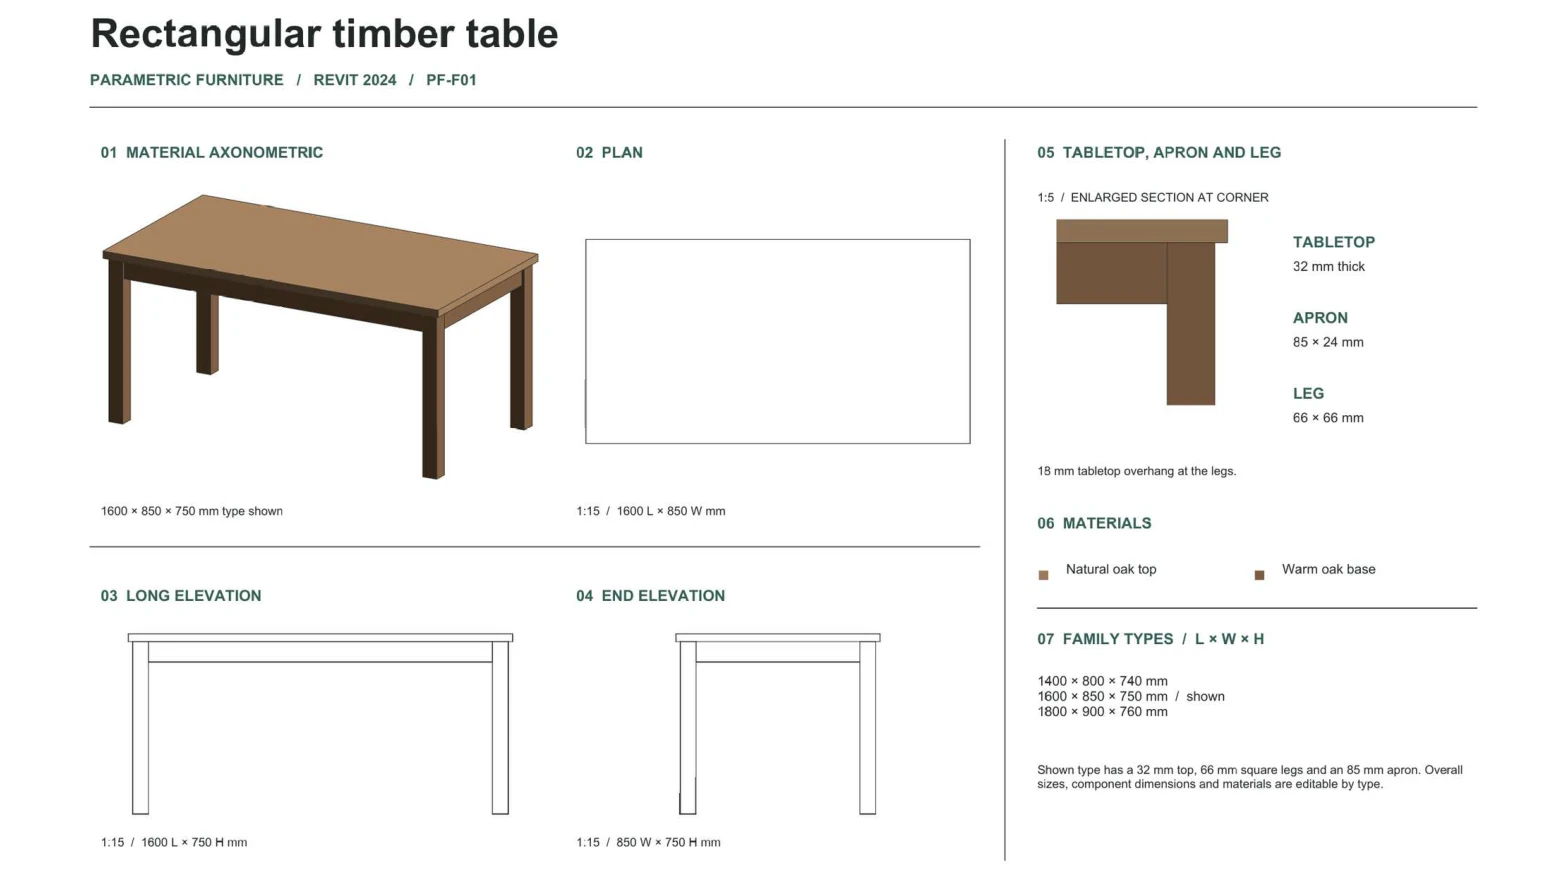 Rectangular timber table
PARAMETRIC FURNITURE / REVIT 2024 / PF-F01
01 MATERIAL AXONOMETRIC
1600 × 850 × 750 mm type shown
02 PLAN
1:15 / 1600 L × 850 W mm
03 LONG ELEVATION
1:15 / 1600 L × 750 H mm
04 END ELEVATION
1:15 / 850 W × 750 H mm
05 TABLETOP, APRON AND LEG
1:5 / ENLARGED SECTION AT CORNER
TABLETOP
32 mm thick
APRON
85 × 24 mm
LEG
66 × 66 mm
18 mm tabletop overhang at the legs.
06 MATERIALS
Natural oak top
Warm oak base
07 FAMILY TYPES / L × W × H
1400 × 800 × 740 mm
1600 × 850 × 750 mm / shown
1800 × 900 × 760 mm
Shown type has a 32 mm top, 66 mm square legs and an 85 mm apron. Overall
sizes, component dimensions and materials are editable by type.